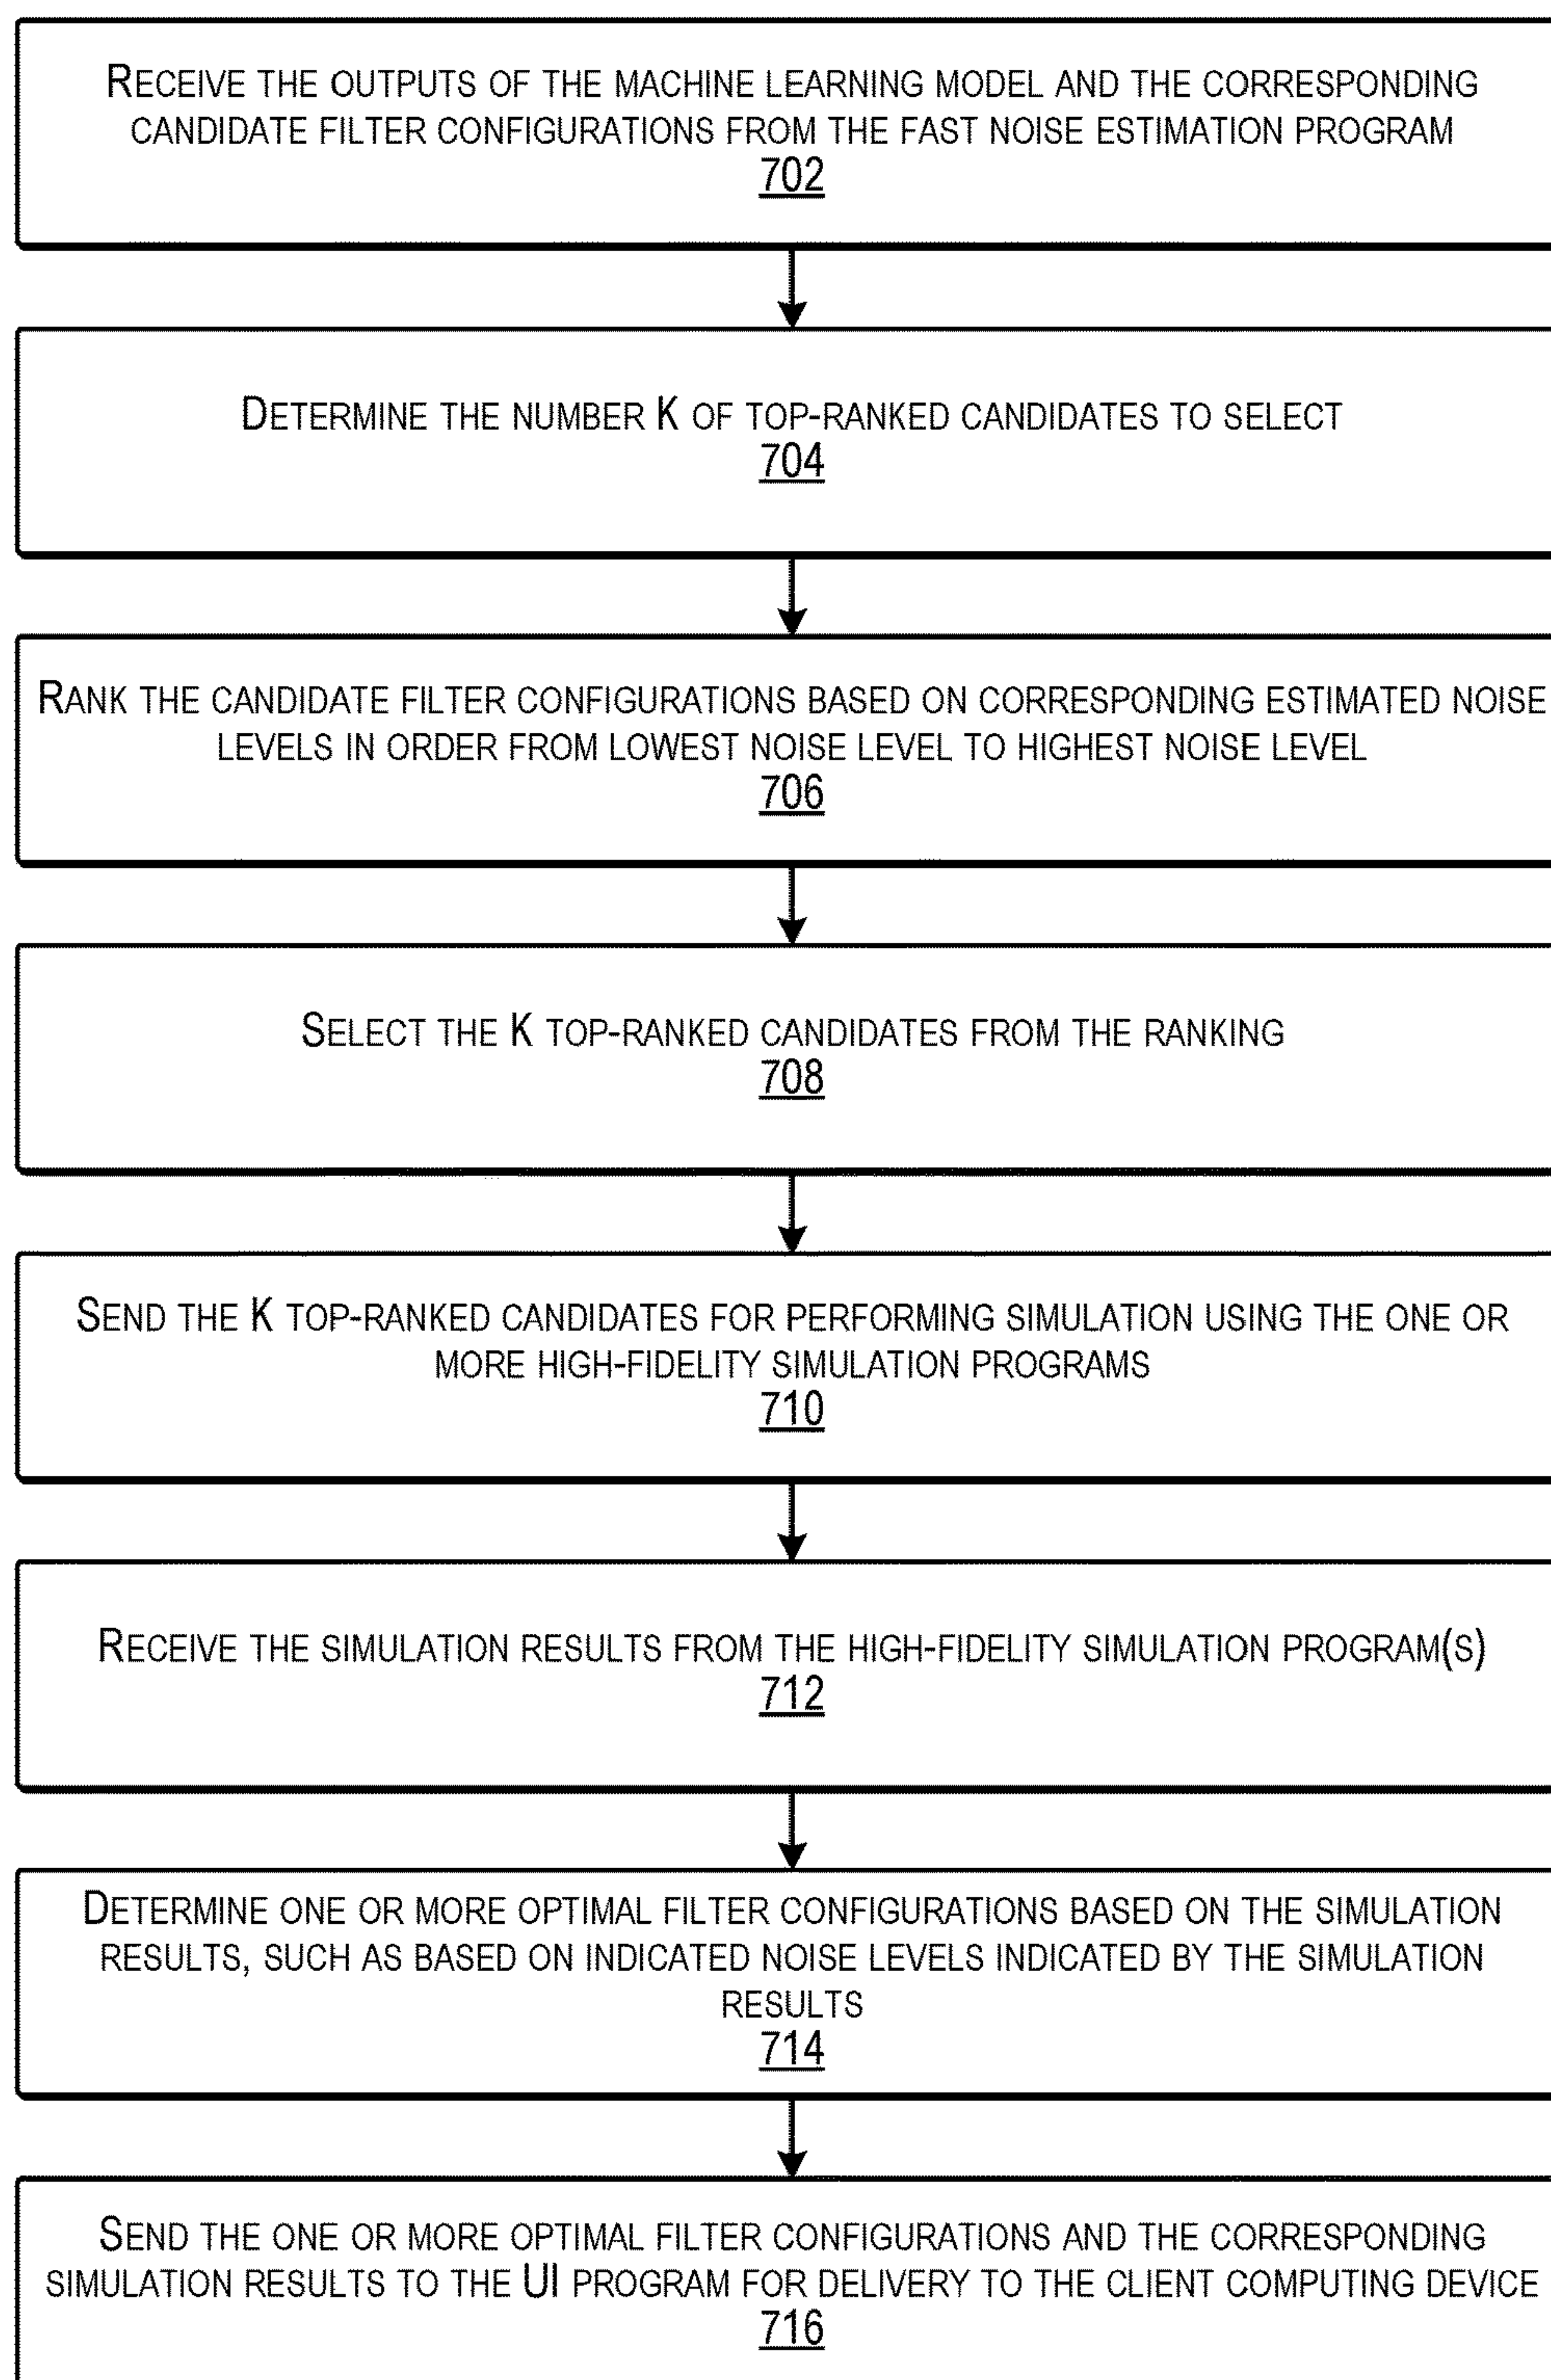 RECEIVE THE OUTPUTS OF THE MACHINE LEARNING MODEL AND THE CORRESPONDING
CANDIDATE FILTER CONFIGURATIONS FROM THE FAST NOISE ESTIMATION PROGRAM
702
DETERMINE THE NUMBER K OF TOP-RANKED CANDIDATES TO SELECT
704
RANK THE CANDIDATE FILTER CONFIGURATIONS BASED ON CORRESPONDING ESTIMATED NOISE
LEVELS IN ORDER FROM LOWEST NOISE LEVEL TO HIGHEST NOISE LEVEL
706
SELECT THE K TOP-RANKED CANDIDATES FROM THE RANKING
708
SEND THE K TOP-RANKED CANDIDATES FOR PERFORMING SIMULATION USING THE ONE OR
MORE HIGH-FIDELITY SIMULATION PROGRAMS
710
RECEIVE THE SIMULATION RESULTS FROM THE HIGH-FIDELITY SIMULATION PROGRAM(S)
712
DETERMINE ONE OR MORE OPTIMAL FILTER CONFIGURATIONS BASED ON THE SIMULATION
RESULTS, SUCH AS BASED ON INDICATED NOISE LEVELS INDICATED BY THE SIMULATION
RESULTS
714
SEND THE ONE OR MORE OPTIMAL FILTER CONFIGURATIONS AND THE CORRESPONDING
SIMULATION RESULTS TO THE UI PROGRAM FOR DELIVERY TO THE CLIENT COMPUTING DEVICE
716